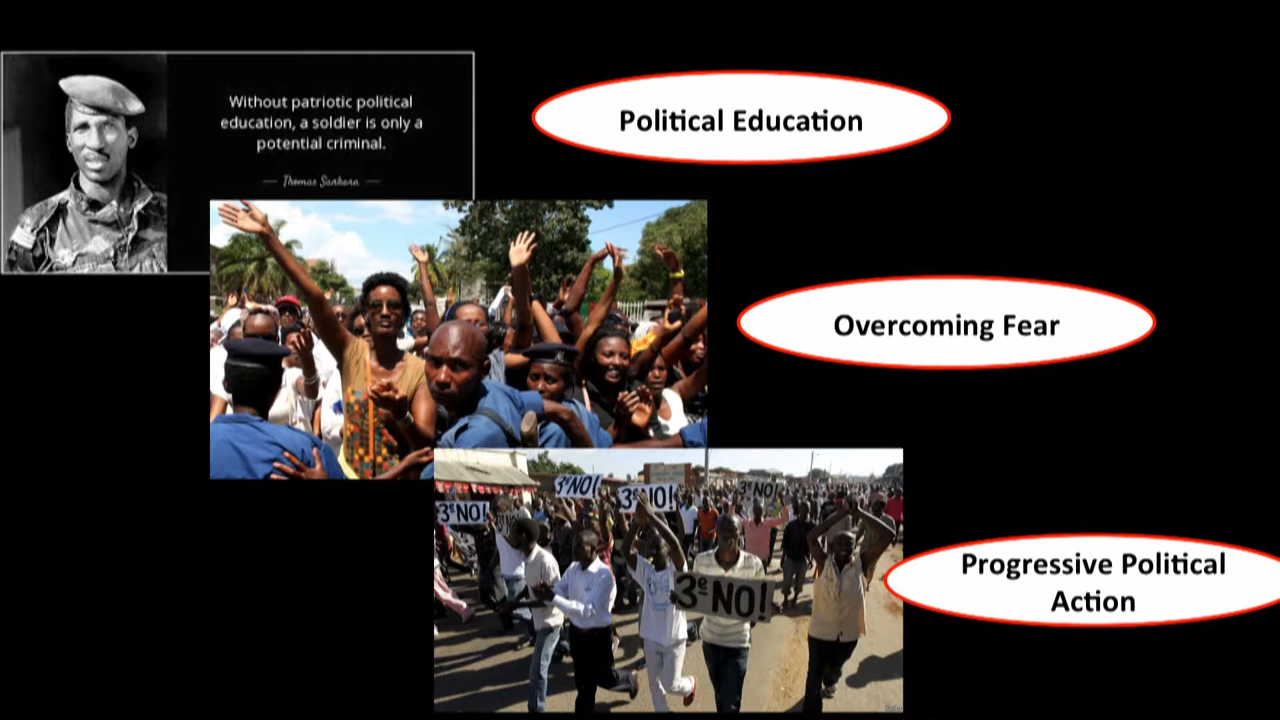 Without patriotic political
education, a soldier is only a
potential criminal.
Thomas Sankara
Political Education
Overcoming Fear
3e NO!
3e NO!
3e NO!
3e NO!
3e NO!
Progressive Political
Action